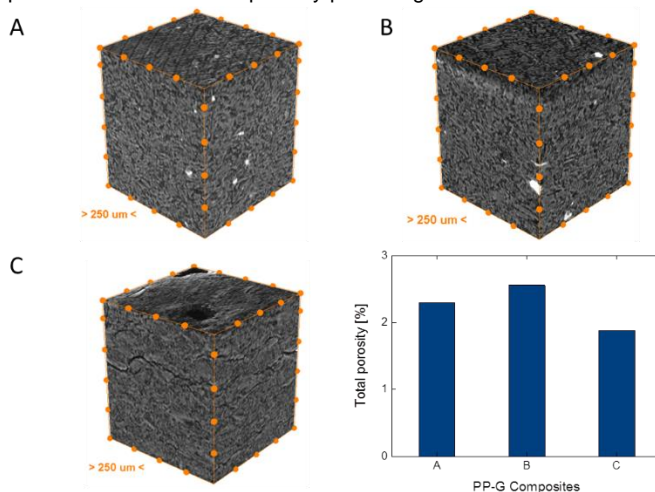 A
B
> 250 um <
> 250 um <
C
> 250 um <
3
2
1
0
Total porosity [%]
A B C
PP-G Composites